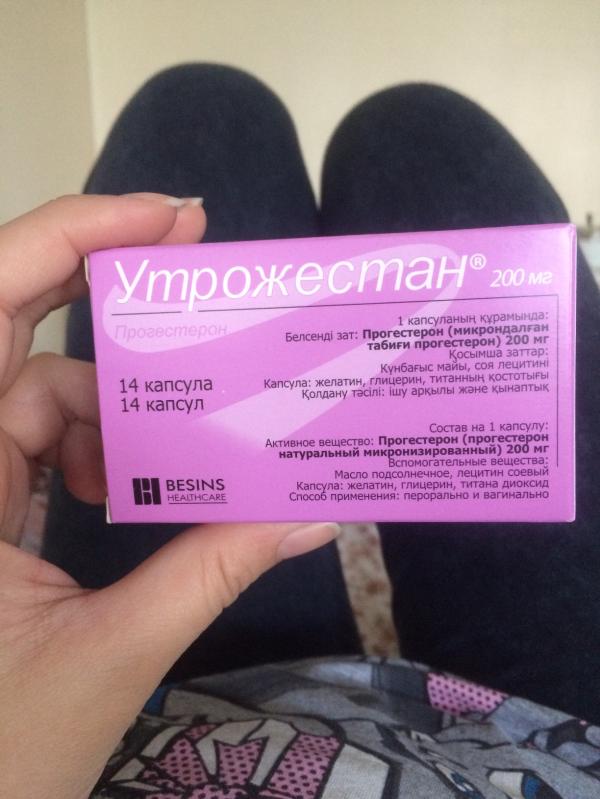 Утрожестан® 200 мг
Прогестерон
1 капсуланың құрамында:
Белсенді зат: Прогестерон (микрондалған
табиғи прогестерон) 200 мг
Қосымша заттар:
Күнбағыс майы, соя лецитині
Капсула: желатин, глицерин, титанның қостотығы
Қолдану тәсілі: ішу арқылы және қынаптық
14 капсула
14 капсул
Состав на 1 капсулу:
Активное вещество: Прогестерон (прогестерон
натуральный микронизированный) 200 мг
Вспомогательные вещества:
Масло подсолнечное, лецитин соевый
Капсула: желатин, глицерин, титана диоксид
Способ применения: перорально и вагинально
BESINS
HEALTHCARE